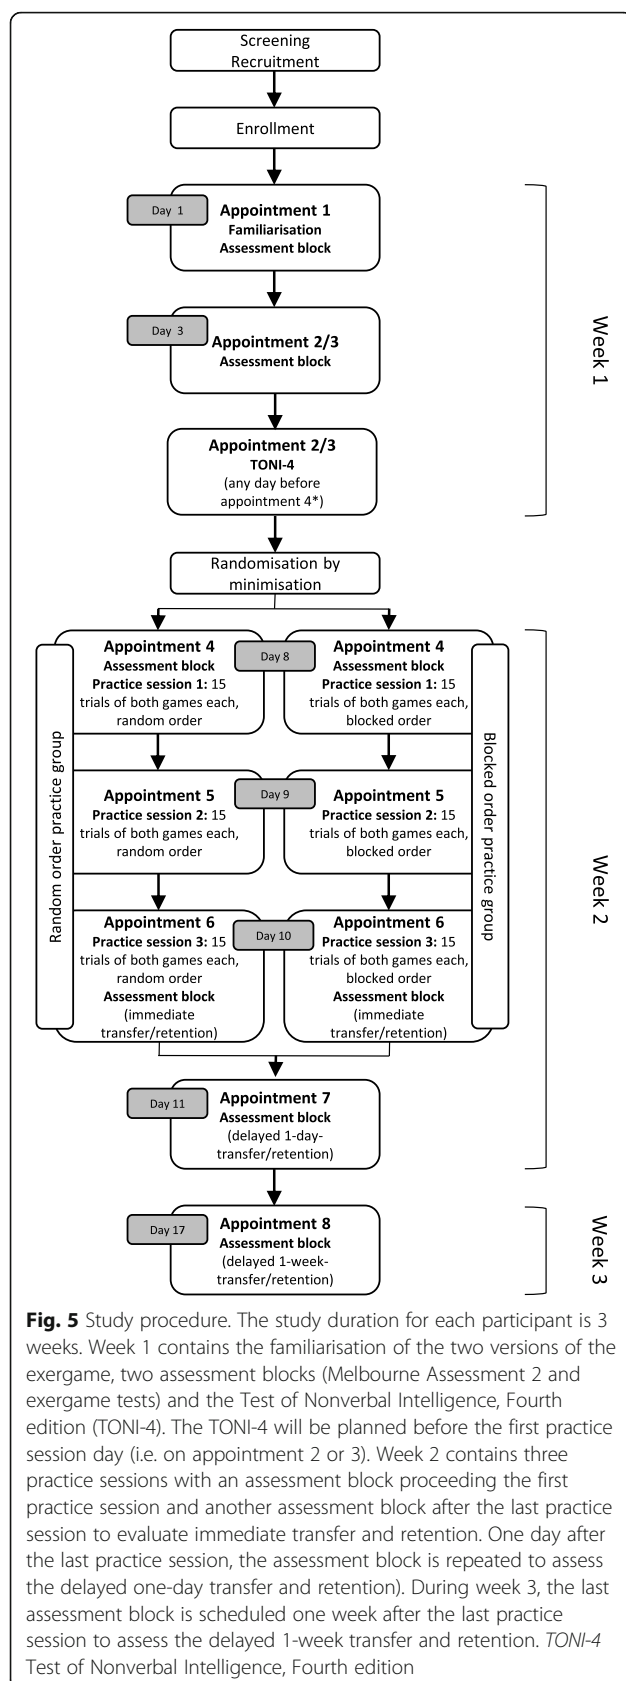 Screening
Recruitment
Enrollment
Day 1
Appointment 1
Familiarisation
Assessment block
Day 3
Appointment 2/3
Assessment block
Appointment 2/3
TONI-4
(any day before
appointment 4*)
Week 1
Randomisation by
minimisation
Random order practice group
Appointment 4
Assessment block
Practice session 1: 15
trials of both games each,
random order
Day 8
Appointment 4
Assessment block
Practice session 1: 15
trials of both games each,
blocked order
Blocked order practice group
Appointment 5
Practice session 2: 15
trials of both games each,
random order
Day 9
Appointment 5
Practice session 2: 15
trials of both games each,
blocked order
Appointment 6
Practice session 3: 15
trials of both games each,
random order
Assessment block
(immediate
transfer/retention)
Day 10
Appointment 6
Practice session 3: 15
trials of both games each,
blocked order
Assessment block
(immediate
transfer/retention)
Week 2
Day 11
Appointment 7
Assessment block
(delayed 1-day-
transfer/retention)
Day 17
Appointment 8
Assessment block
(delayed 1-week-
transfer/retention)
Week 3
Fig. 5 Study procedure. The study duration for each participant is 3
weeks. Week 1 contains the familiarisation of the two versions of the
exergame, two assessment blocks (Melbourne Assessment 2 and
exergame tests) and the Test of Nonverbal Intelligence, Fourth
edition (TONI-4). The TONI-4 will be planned before the first practice
session day (i.e. on appointment 2 or 3). Week 2 contains three
practice sessions with an assessment block proceeding the first
practice session and another assessment block after the last practice
session to evaluate immediate transfer and retention. One day after
the last practice session, the assessment block is repeated to assess
the delayed one-day transfer and retention). During week 3, the last
assessment block is scheduled one week after the last practice
session to assess the delayed 1-week transfer and retention. TONI-4
Test of Nonverbal Intelligence, Fourth edition